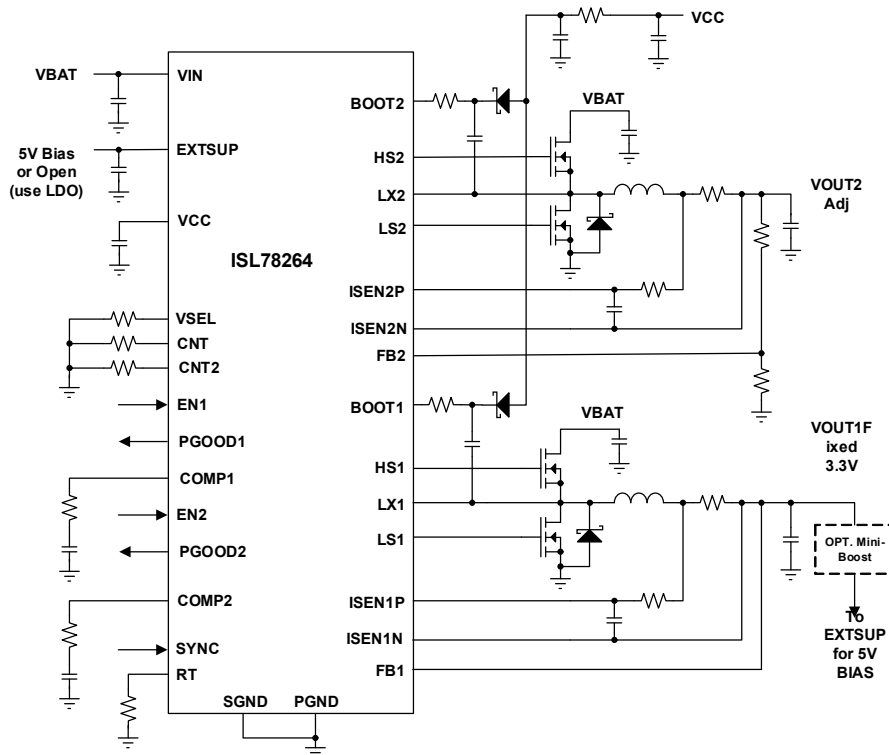 VCC
VBAT
VIN
BOOT2
VBAT
5V Bias
or Open
(use LDO)
EXTSUP
HS2
LX2
VOUT2
Adj
VCC
LS2
ISL78264
ISEN2P
VSEL
ISEN2N
CNT
FB2
CNT2
EN1
BOOT1
VBAT
PGOOD1
VOUT1F
ixed
3.3V
COMP1
HS1
LX1
EN2
LS1
PGOOD2
OPT. Mini-
Boost
COMP2
ISEN1P
To
EXTSUP
for 5V
BIAS
ISEN1N
SYNC
FB1
RT
SGND
PGND